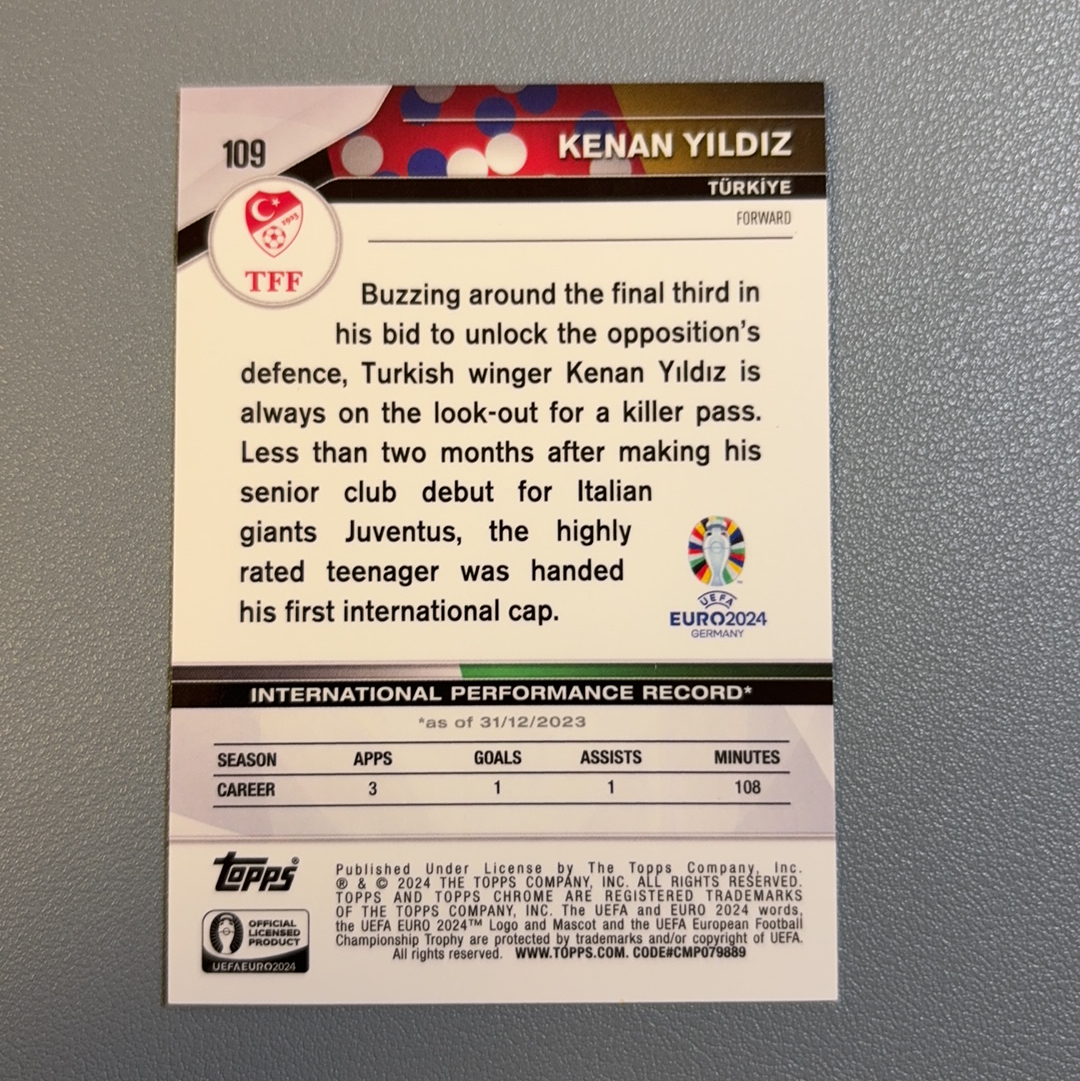 109
KENAN YILDIZ
TÜRKİYE
FORWARD
1923
TFF
Buzzing around the final third in
his bid to unlock the opposition's
defence, Turkish winger Kenan Yıldız is
always on the look-out for a killer pass.
Less than two months after making his
senior club debut for Italian
giants Juventus, the highly
rated teenager was handed
his first international cap.
UEFA
EURO2024
GERMANY
INTERNATIONAL PERFORMANCE RECORD*
*as of 31/12/2023
SEASON APPS GOALS ASSISTS MINUTES
CAREER 3 1 1 108
Topps®
OFFICIAL
LICENSED
PRODUCT
UEFAEURO2024
Published Under License by The Topps Company, Inc.
® & © 2024 THE TOPPS COMPANY, INC. ALL RIGHTS RESERVED.
TOPPS AND TOPPS CHROME ARE REGISTERED TRADEMARKS
OF THE TOPPS COMPANY, INC. The UEFA and EURO 2024 words,
the UEFA EURO 2024™ Logo and Mascot and the UEFA European Football
Championship Trophy are protected by trademarks and/or copyright of UEFA.
All rights reserved. WWW.TOPPS.COM. CODE#CMP079889